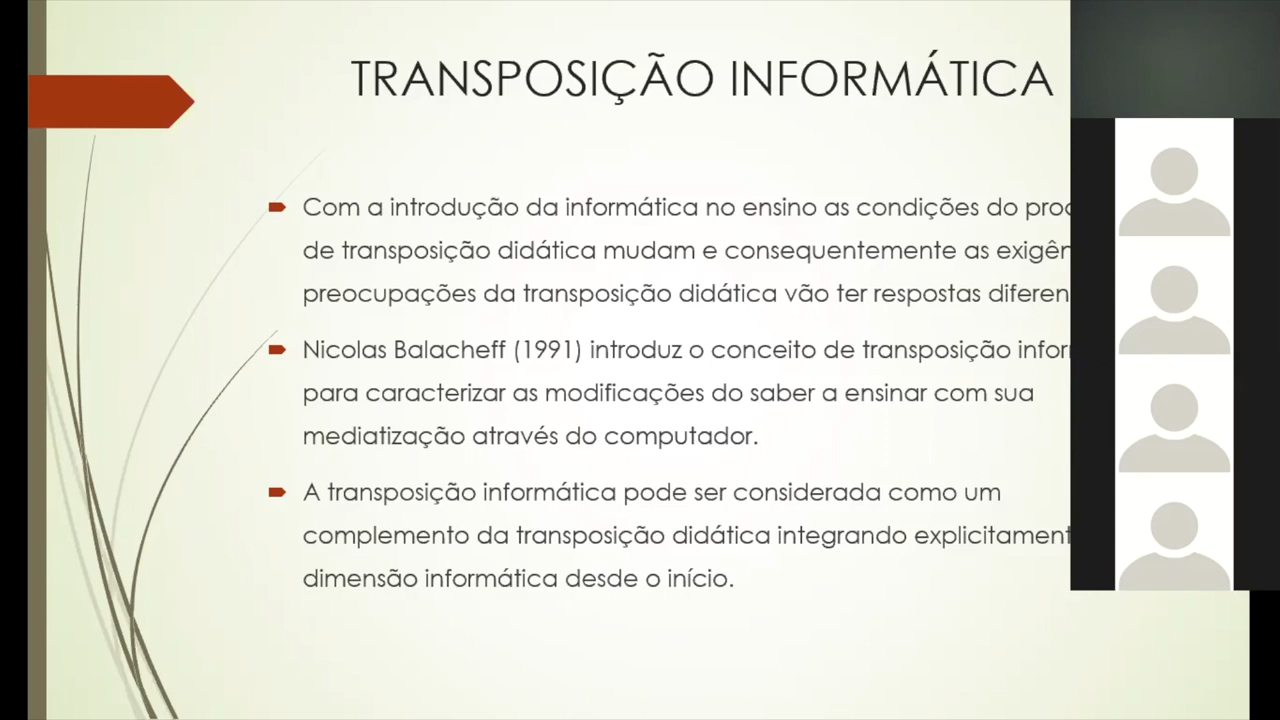 TRANSPOSIÇÃO INFORMÁTICA
Com a introdução da informática no ensino as condições do
de transposição didática mudam e consequentemente as
preocupações da transposição didática vão ter respostas
Nicolas Balacheff (1991) introduz o conceito de transposição
para caracterizar as modificações do saber a ensinar com sua
mediatização através do computador.
A transposição informática pode ser considerada como um
complemento da transposição didática integrando
dimensão informática desde o início.